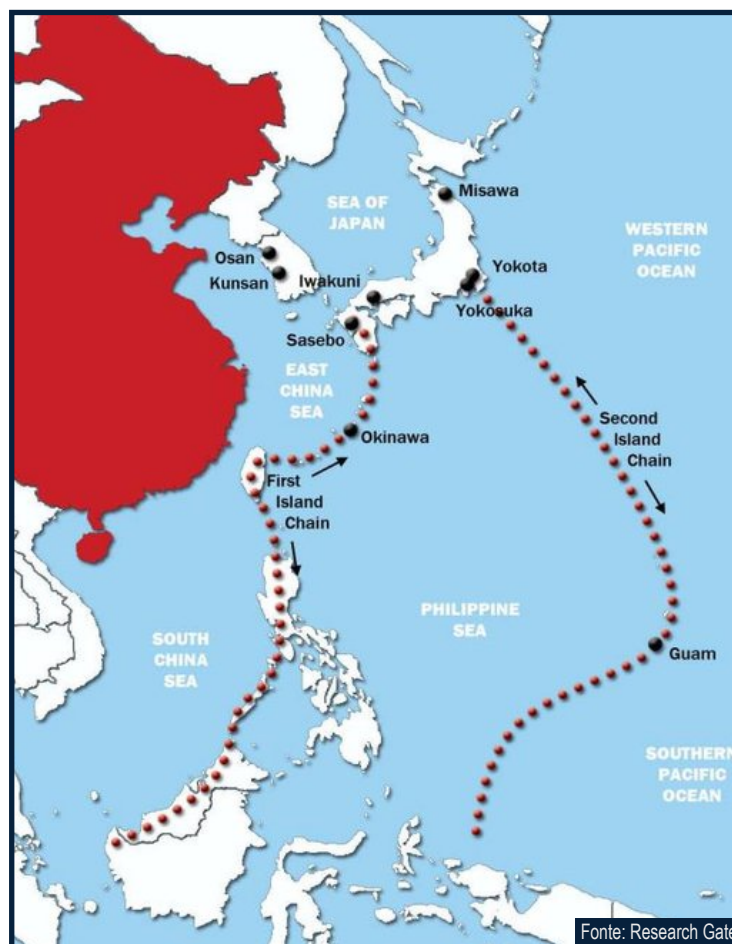 Misawa
SEA OF
JAPAN
WESTERN
PACIFIC
OCEAN
Osan
Kunsan
Iwakuni
Yokota
Yokosuka
Sasebo
EAST
CHINA
SEA
Okinawa
First
Island
Chain
Second
Island
Chain
PHILIPPINE
SEA
SOUTH
CHINA
SEA
Guam
SOUTHERN
PACIFIC
OCEAN
Fonte: Research Gate